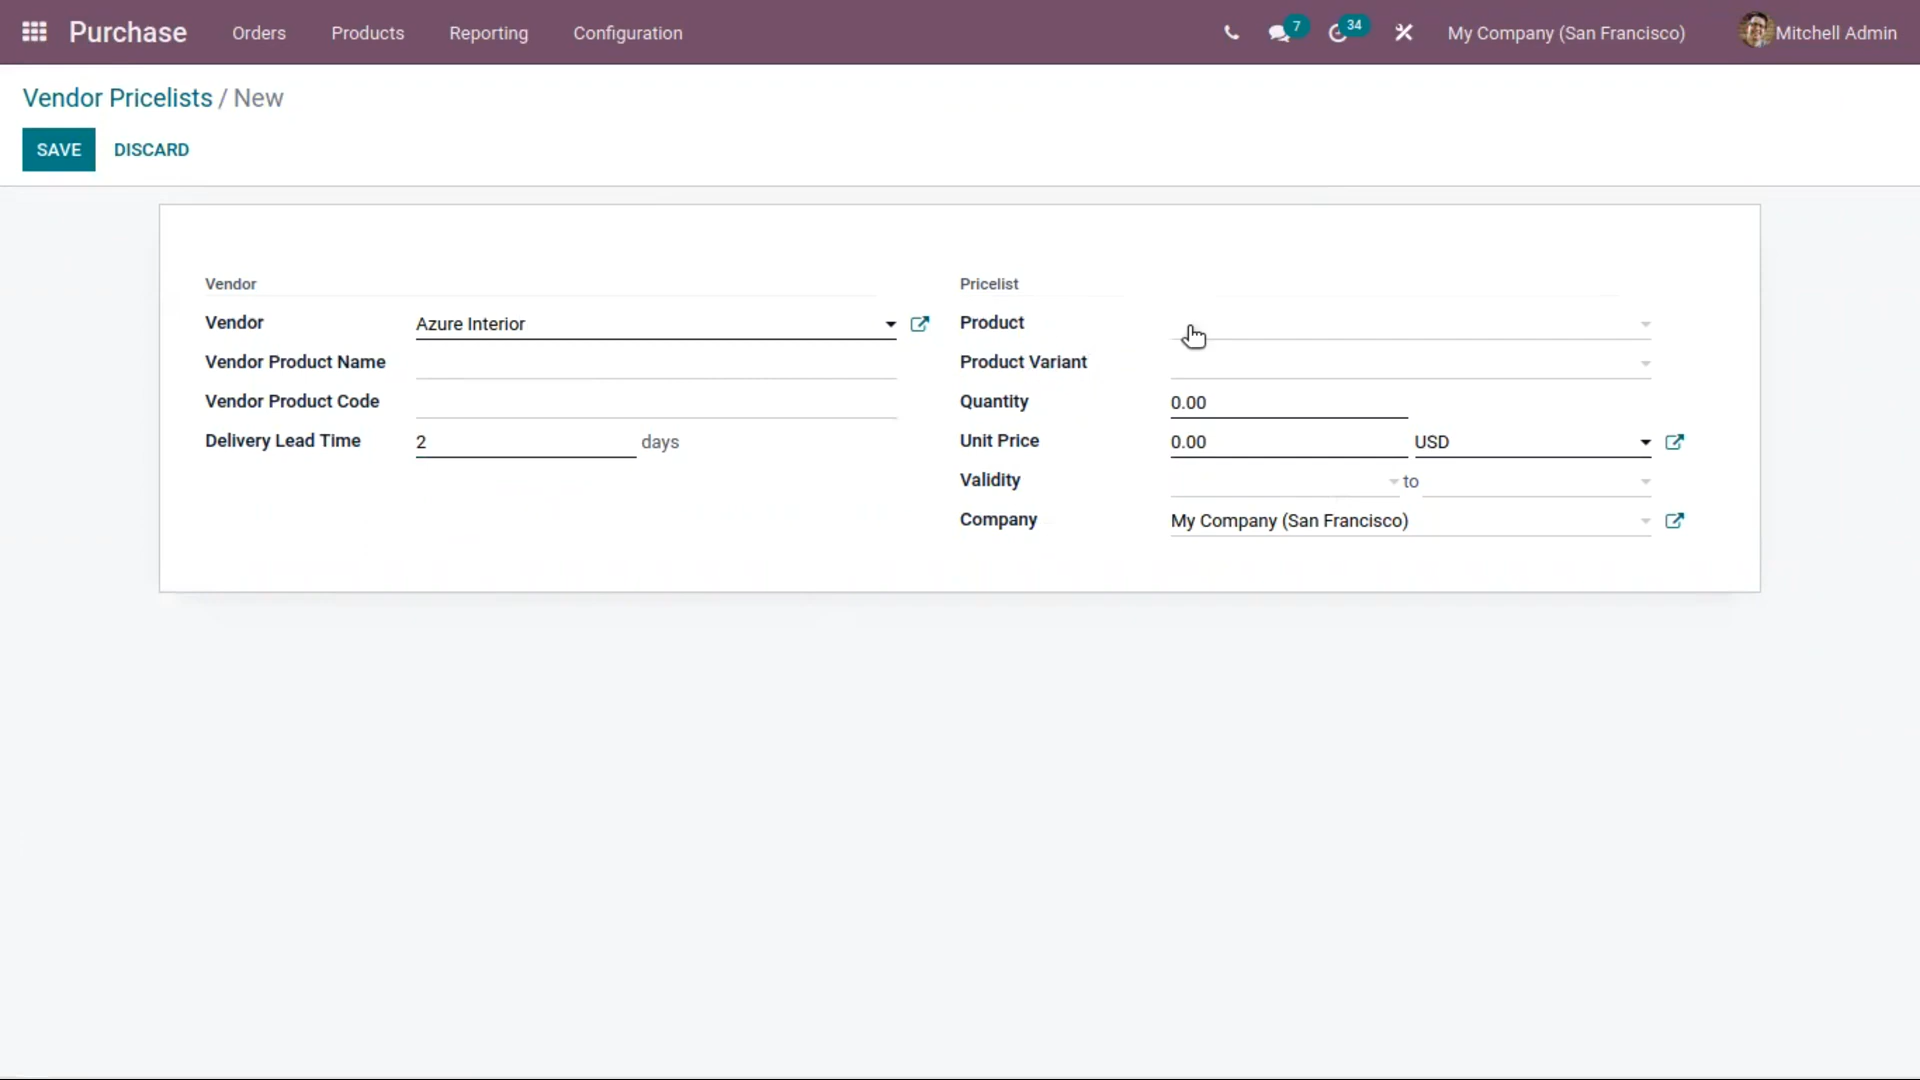 Purchase Orders Products Reporting Configuration 7 34 My Company (San Francisco) Mitchell Admin
Vendor Pricelists / New
SAVE DISCARD
Vendor
Vendor Azure Interior
Vendor Product Name
Vendor Product Code
Delivery Lead Time 2 days
Pricelist
Product
Product Variant
Quantity 0.00
Unit Price 0.00 USD
Validity to
Company My Company (San Francisco)